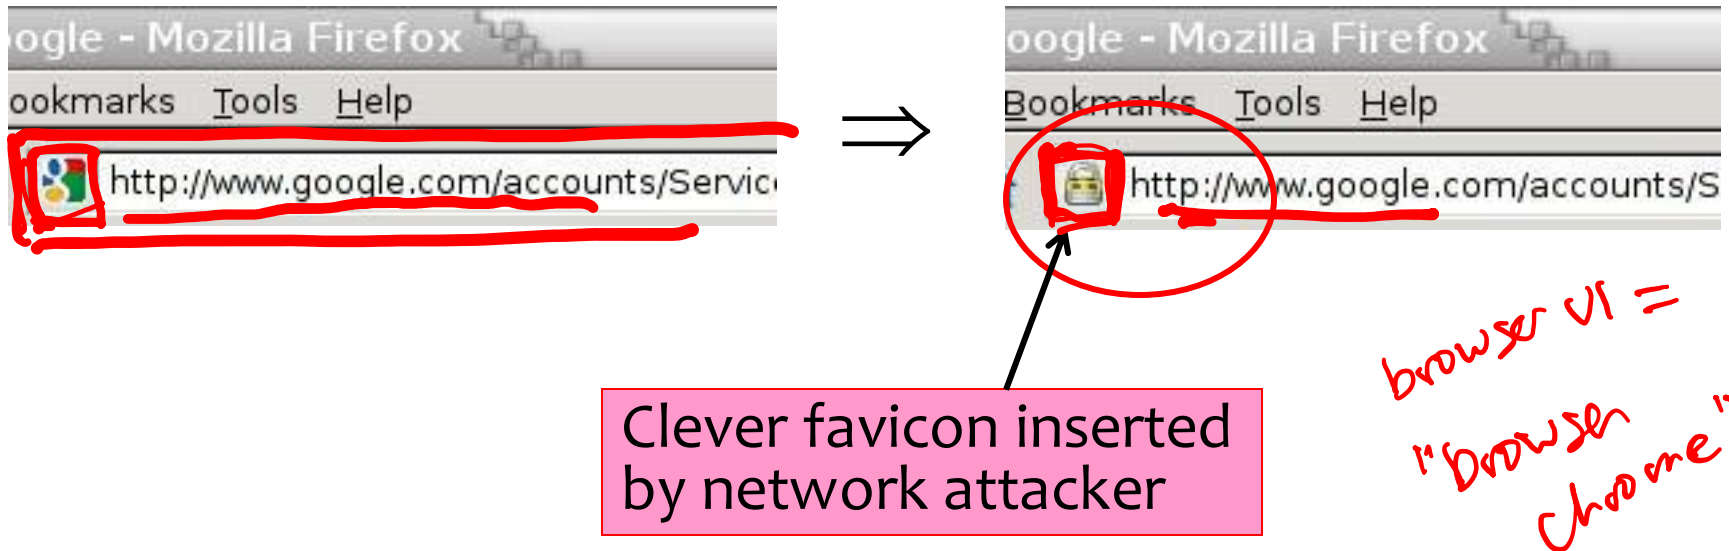 ogle - Mozilla Firefox
ookmarks Tools Help
http://www.google.com/accounts/Servic
⇒
oogle - Mozilla Firefox
Bookmarks Tools Help
http://www.google.com/accounts/S
Clever favicon inserted
by network attacker
browser UI =
"browser
chrome"